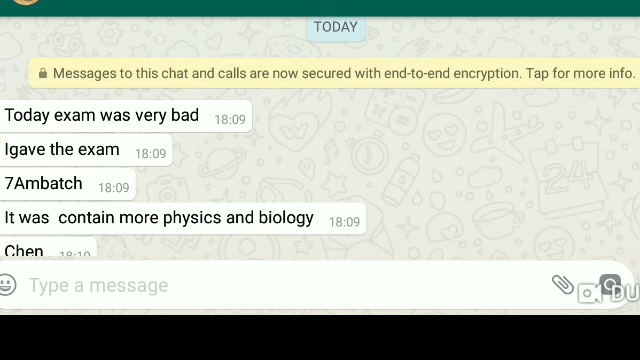 TODAY
Messages to this chat and calls are now secured with end-to-end encryption. Tap for more info.
Today exam was very bad 18:09
Igave the exam 18:09
7Ambatch 18:09
It was contain more physics and biology 18:09
Chen 18:10
Type a message
DU